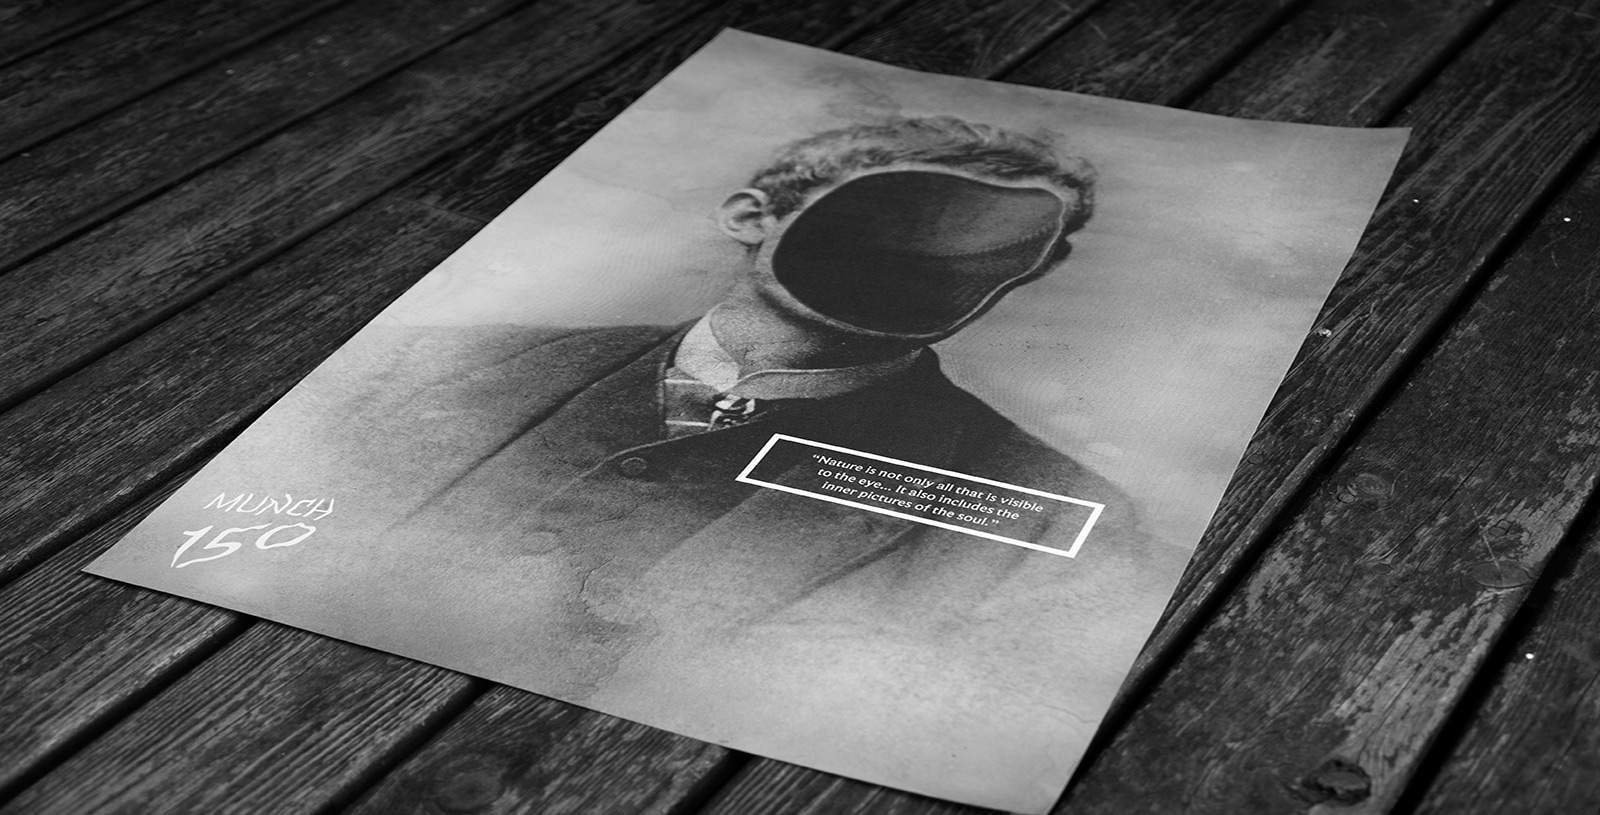 “Nature is not only all that is visible
to the eye... It also includes the
inner pictures of the soul.”
MUNCH
150